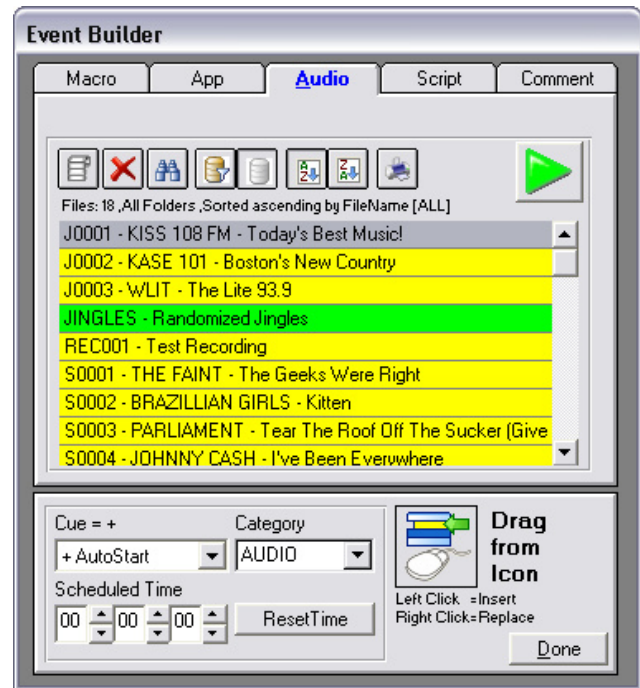 Event Builder
Macro App Audio Script Comment
Files: 18 ,All Folders ,Sorted ascending by FileName [ALL]
J0001 - KISS 108 FM - Today's Best Music!
J0002 - KASE 101 - Boston's New Country
J0003 - WLIT - The Lite 93.9
JINGLES - Randomized Jingles
REC001 - Test Recording
S0001 - THE FAINT - The Geeks Were Right
S0002 - BRAZILLIAN GIRLS - Kitten
S0003 - PARLIAMENT - Tear The Roof Off The Sucker (Give
S0004 - JOHNNY CASH - I've Been Everywhere
Cue = + Category
+ AutoStart AUDIO
Scheduled Time
00 00 00 ResetTime
Drag
from
Icon
Left Click =Insert
Right Click=Replace
Done